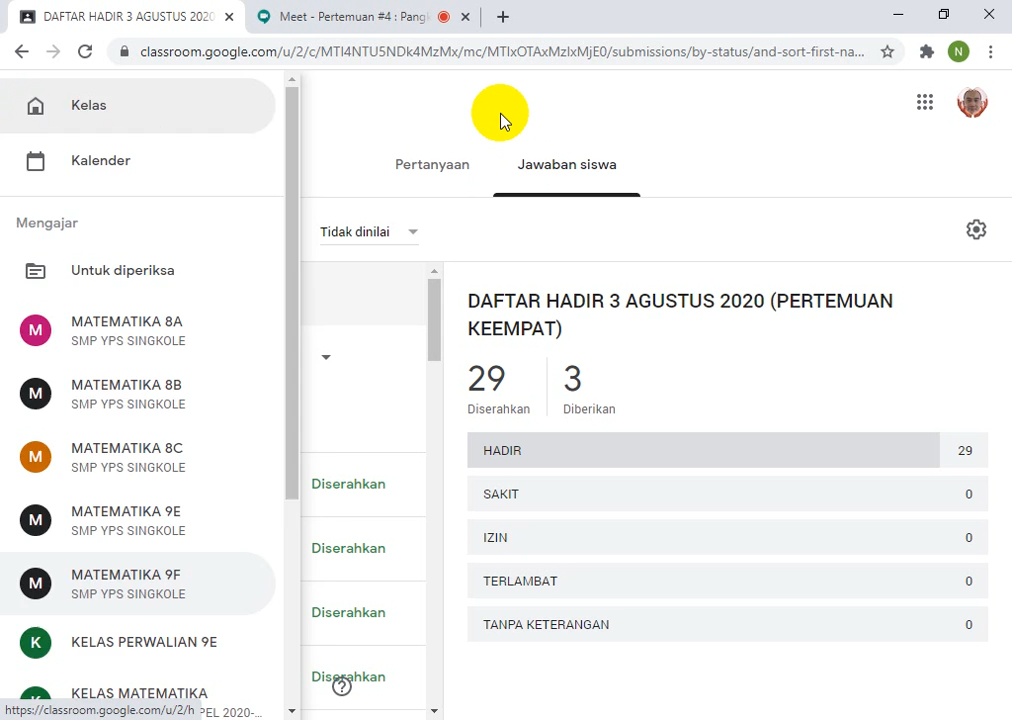 DAFTAR HADIR 3 AGUSTUS 2020
Meet - Pertemuan #4 : Pangk
classroom.google.com/u/2/c/MTI4NTU5NDk4MzMx/mc/MTIxOTAxMzIxMjE0/submissions/by-status/and-sort-first-na...
N
Kelas
Kalender
Mengajar
Untuk diperiksa
M
MATEMATIKA 8A
SMP YPS SINGKOLE
M
MATEMATIKA 8B
SMP YPS SINGKOLE
M
MATEMATIKA 8C
SMP YPS SINGKOLE
M
MATEMATIKA 9E
SMP YPS SINGKOLE
M
MATEMATIKA 9F
SMP YPS SINGKOLE
K
KELAS PERWALIAN 9E
K
KELAS MATEMATIKA
PEL 2020-...
https://classroom.google.com/u/2/h
Pertanyaan
Jawaban siswa
Tidak dinilai
Diserahkan
Diserahkan
Diserahkan
Diserahkan
DAFTAR HADIR 3 AGUSTUS 2020 (PERTEMUAN
KEEMPAT)
29
Diserahkan
3
Diberikan
HADIR 29
SAKIT 0
IZIN 0
TERLAMBAT 0
TANPA KETERANGAN 0